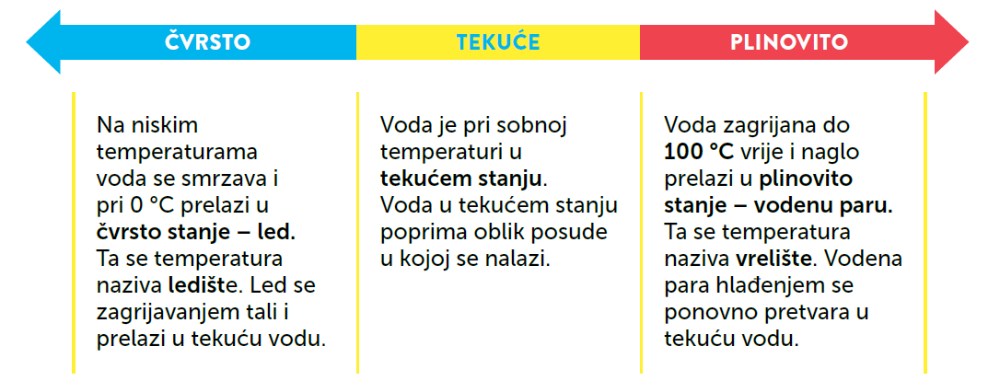 ČVRSTO
TEKUĆE
PLINOVITO
Na niskim
temperaturama
voda se smrzava i
pri 0 °C prelazi u
čvrsto stanje – led.
Ta se temperatura
naziva ledište. Led se
zagrijavanjem tali i
prelazi u tekuću vodu.
Voda je pri sobnoj
temperaturi u
tekućem stanju.
Voda u tekućem stanju
poprima oblik posude
u kojoj se nalazi.
Voda zagrijana do
100 °C vrije i naglo
prelazi u plinovito
stanje – vodenu paru.
Ta se temperatura
naziva vrelište. Vodena
para hlađenjem se
ponovno pretvara u
tekuću vodu.